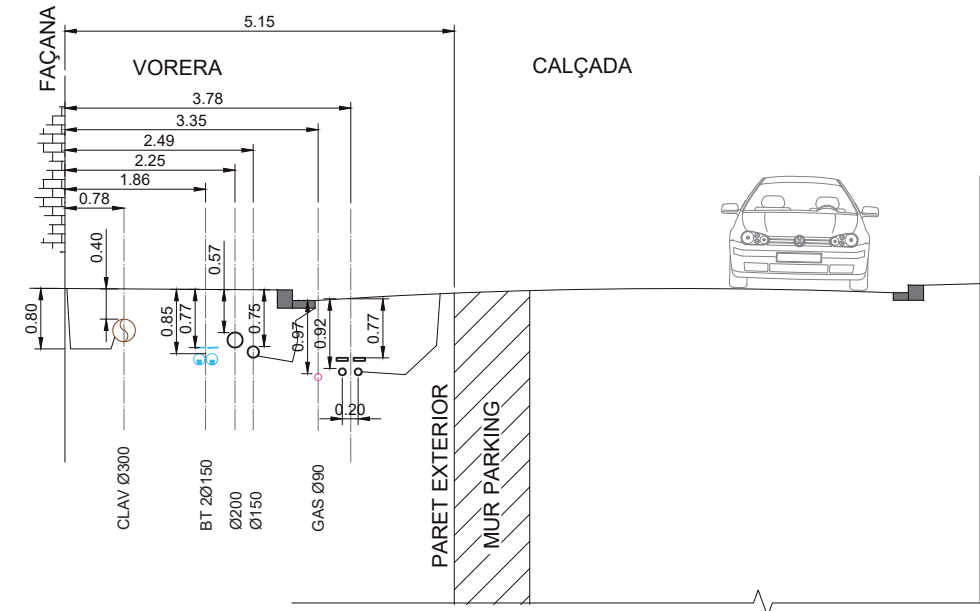 5.15
FAÇANA
VORERA
CALÇADA
3.78
3.35
2.49
2.25
1.86
0.78
0.40
0.57
0.80
0.85
0.77
0.75
0.97
0.92
0.77
0.20
CLAV Ø300
BT 2Ø150
Ø200
Ø150
GAS Ø90
PARET EXTERIOR
MUR PARKING